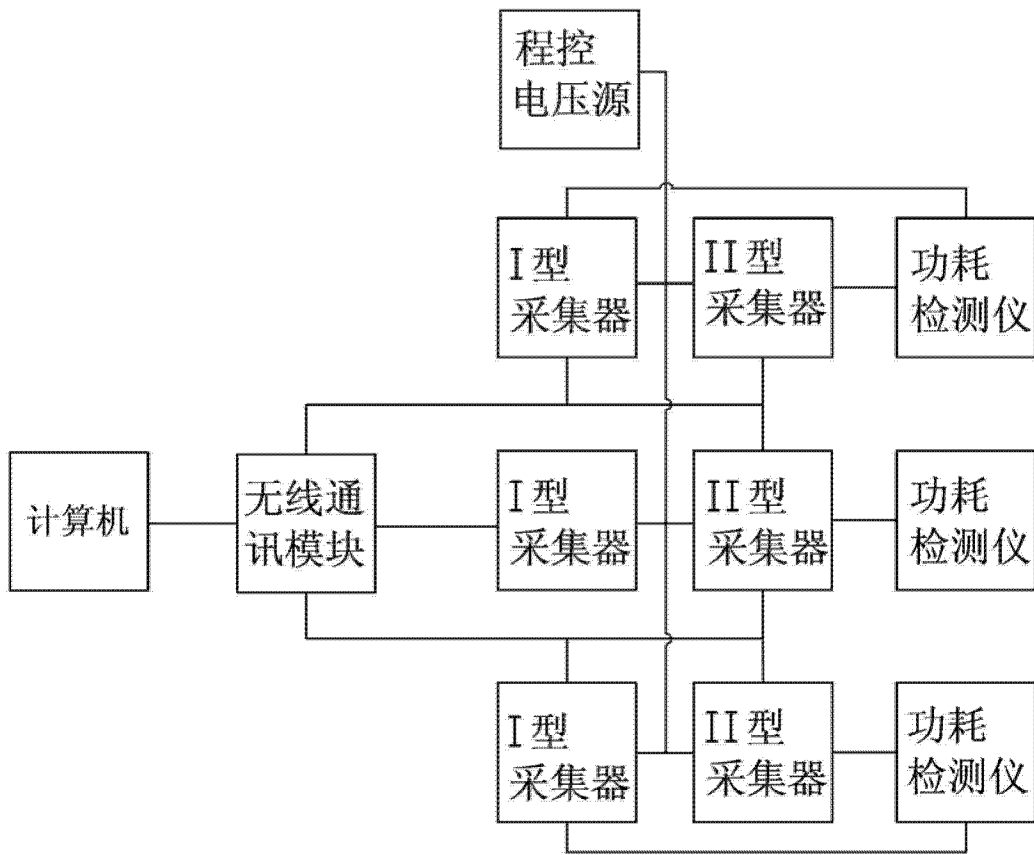 程控
电压源
I型
采集器
II型
采集器
功耗
检测仪
计算机
无线通
讯模块
I型
采集器
II型
采集器
功耗
检测仪
I型
采集器
II型
采集器
功耗
检测仪